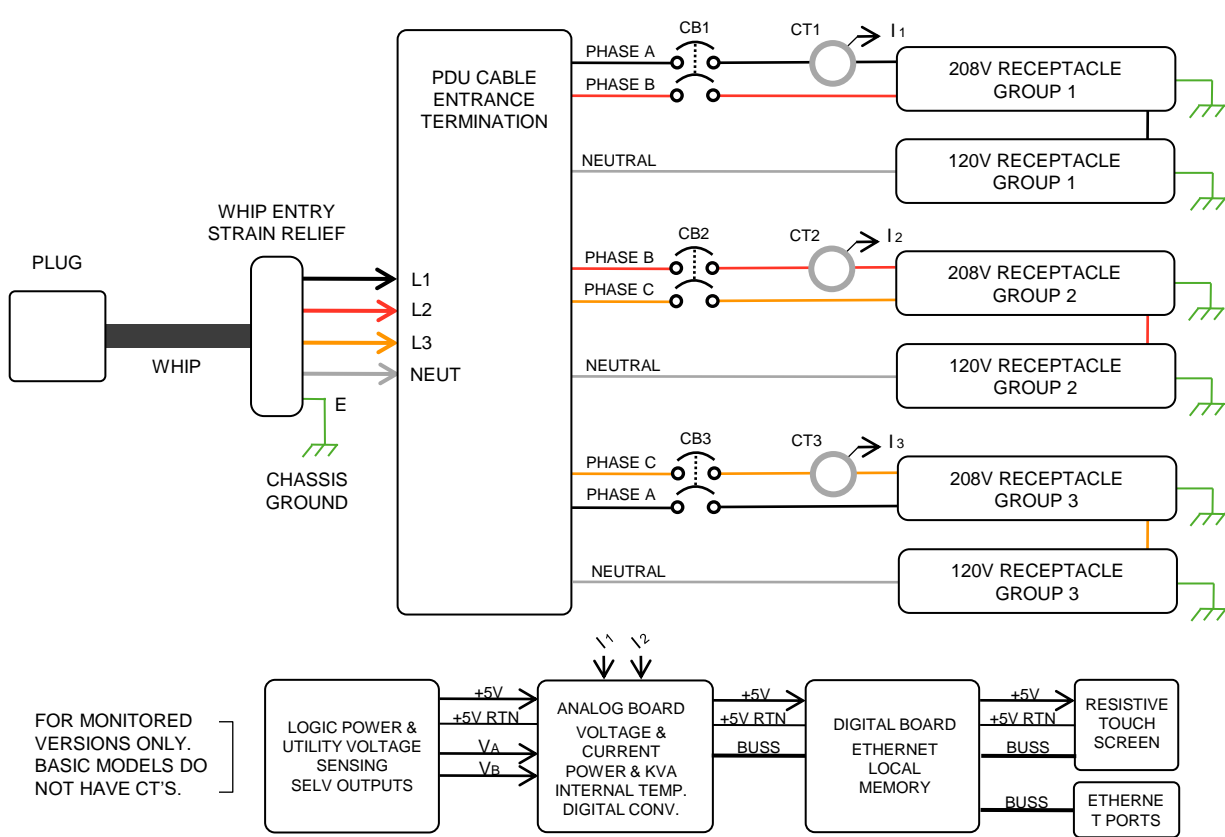 CB1
CT1
I1
PHASE A
PHASE B
PDU CABLE
ENTRANCE
TERMINATION
208V RECEPTACLE
GROUP 1
NEUTRAL
120V RECEPTACLE
GROUP 1
WHIP ENTRY
STRAIN RELIEF
PLUG
WHIP
L1
L2
L3
NEUT
E
CHASSIS
GROUND
CB2
CT2
I2
PHASE B
PHASE C
208V RECEPTACLE
GROUP 2
NEUTRAL
120V RECEPTACLE
GROUP 2
CB3
CT3
I3
PHASE C
PHASE A
208V RECEPTACLE
GROUP 3
NEUTRAL
120V RECEPTACLE
GROUP 3
I1
I2
FOR MONITORED
VERSIONS ONLY.
BASIC MODELS DO
NOT HAVE CT'S.
LOGIC POWER &
UTILITY VOLTAGE
SENSING
SELV OUTPUTS
+5V
+5V RTN
VA
VB
ANALOG BOARD
VOLTAGE &
CURRENT
POWER & KVA
INTERNAL TEMP.
DIGITAL CONV.
+5V
+5V RTN
BUSS
DIGITAL BOARD
ETHERNET
LOCAL
MEMORY
+5V
+5V RTN
BUSS
RESISTIVE
TOUCH
SCREEN
BUSS
ETHERNE
T PORTS